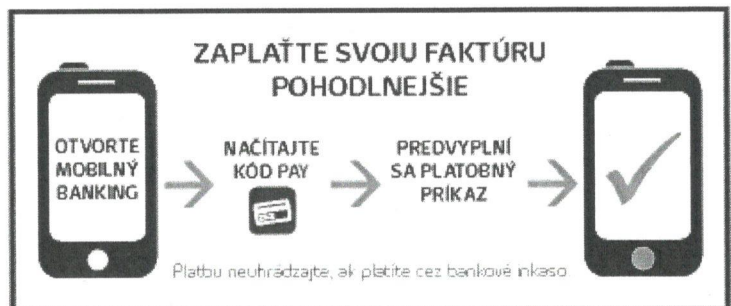 ZAPLAŤTE SVOJU FAKTÚRU
POHODLNEJŠIE
OTVORTE
MOBILNÝ
BANKING
NAČÍTAJTE
KÓD PAY
PREDVYPLNÍ
SA PLATOBNÝ
PRÍKAZ
Platbu neuhrádzajte, ak platíte cez bankové inkaso